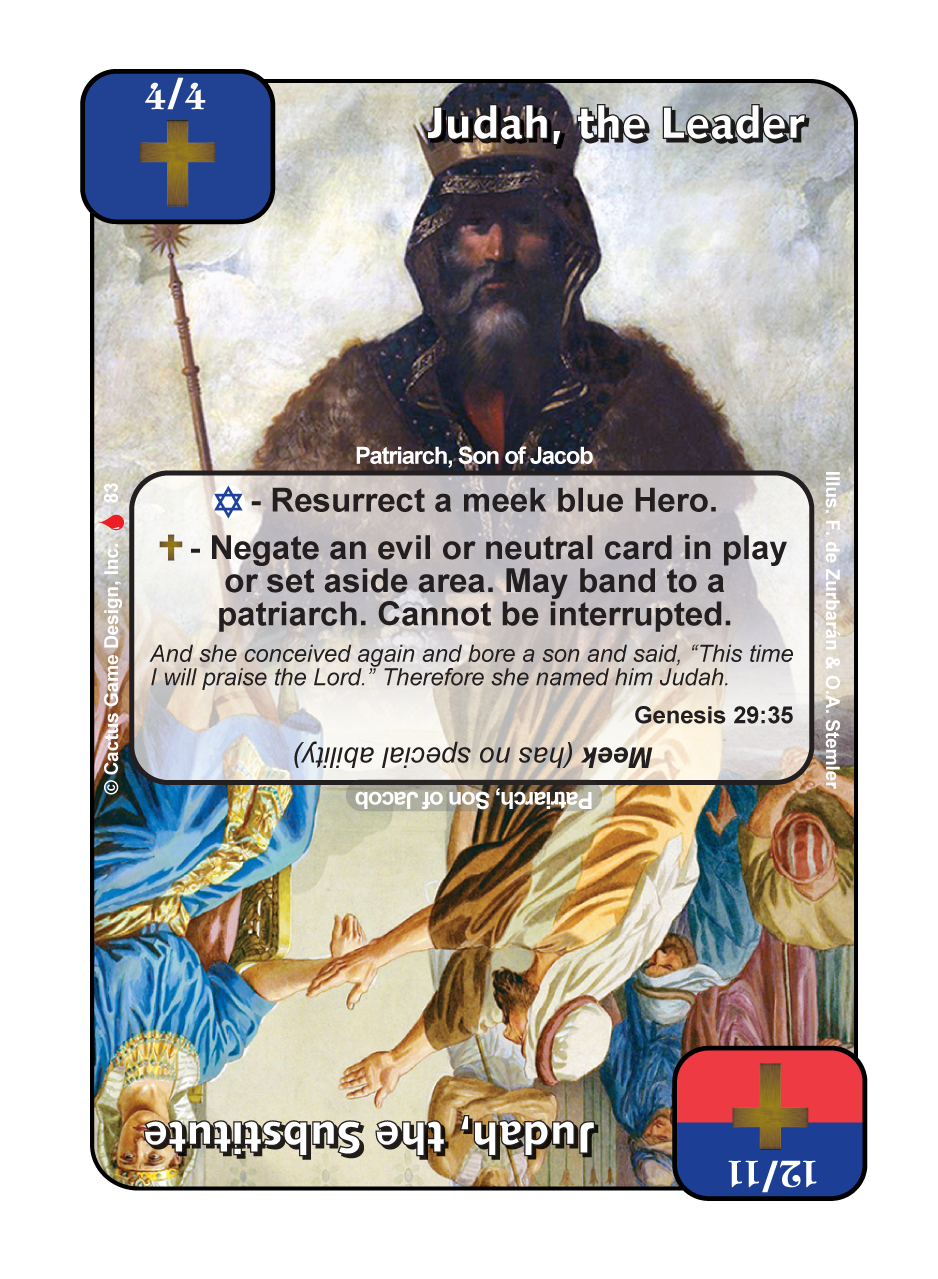 4/4
Judah, the Leader
Patriarch, Son of Jacob
- Resurrect a meek blue Hero.
- Negate an evil or neutral card in play
or set aside area. May band to a
patriarch. Cannot be interrupted.
And she conceived again and bore a son and said, “This time
I will praise the Lord.” Therefore she named him Judah.
Genesis 29:35
Meek (has no special ability)
Patriarch, Son of Jacob
Judah, the Substitute
12/11
© Cactus Game Design, Inc. 83
Illus. F. de Zurbarán & O.A. Stemler